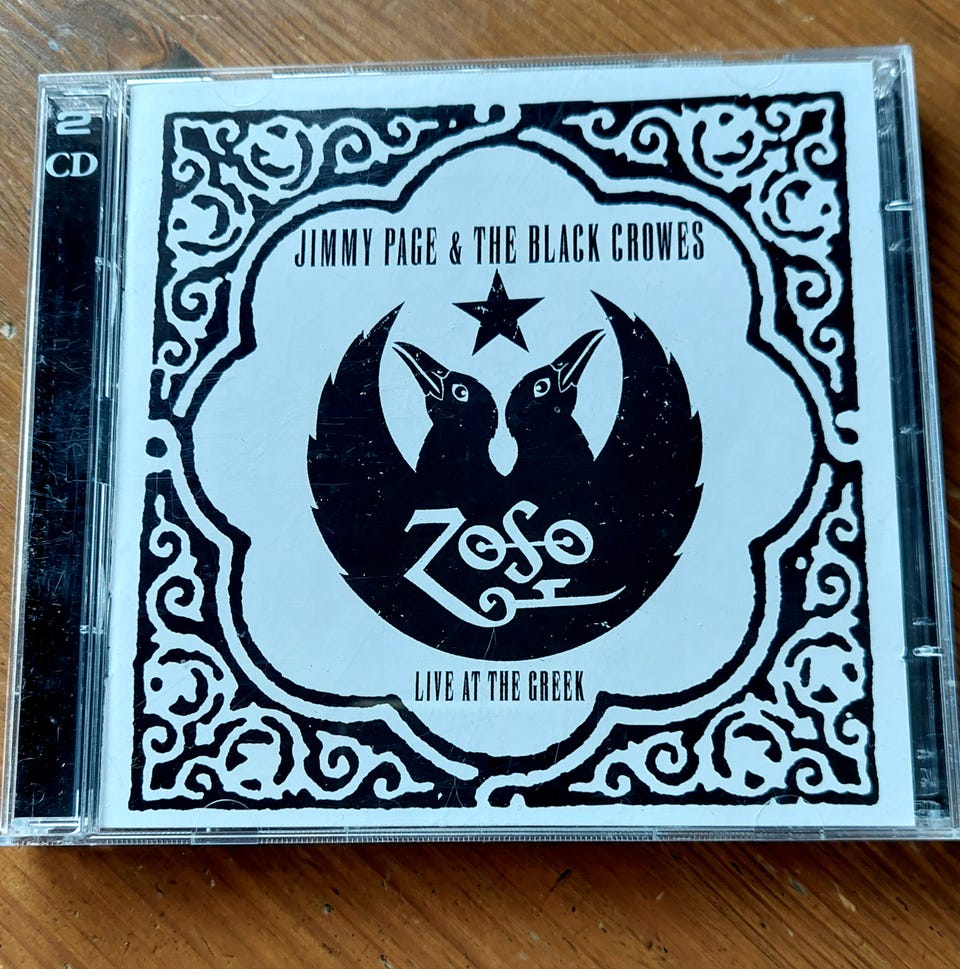 2
CD
JIMMY PAGE & THE BLACK CROWES
ZOSO
LIVE AT THE GREEK